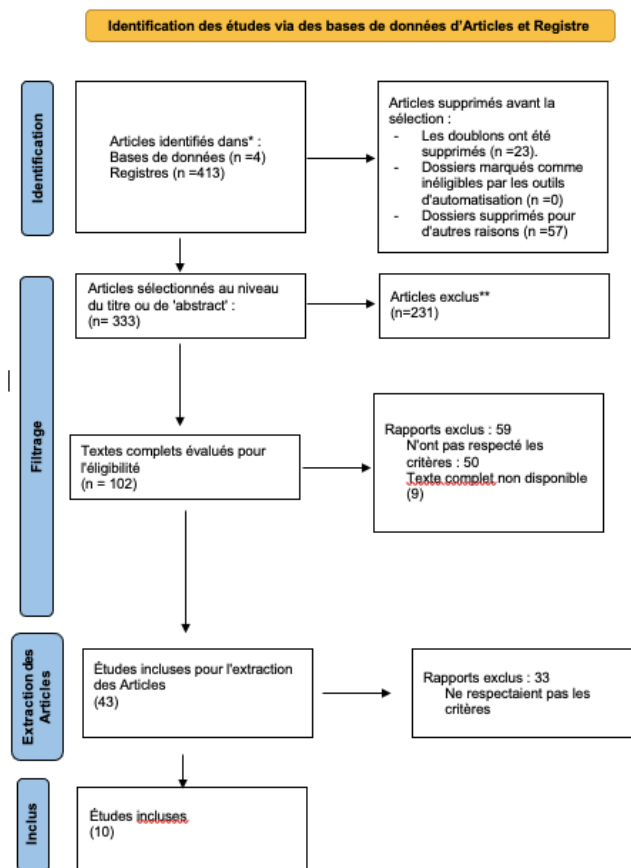 Identification des études via des bases de données d'Articles et Registre
Identification
Articles identifiés dans* :
Bases de données (n =4)
Registres (n =413)
Articles supprimés avant la
sélection :
- Les doublons ont été
supprimés (n =23).
- Dossiers marqués comme
inéligibles par les outils
d'automatisation (n =0)
- Dossiers supprimés pour
d'autres raisons (n =57)
Filtrage
Articles sélectionnés au niveau
du titre ou de 'abstract' :
(n= 333)
Articles exclus**
(n=231)
Textes complets évalués pour
l'éligibilité
(n = 102)
Rapports exclus : 59
N'ont pas respecté les
critères : 50
Texte complet non disponible
(9)
Extraction des
Articles
Études incluses pour l'extraction
des Articles
(43)
Rapports exclus : 33
Ne respectaient pas les
critères
Inclus
Études incluses
(10)